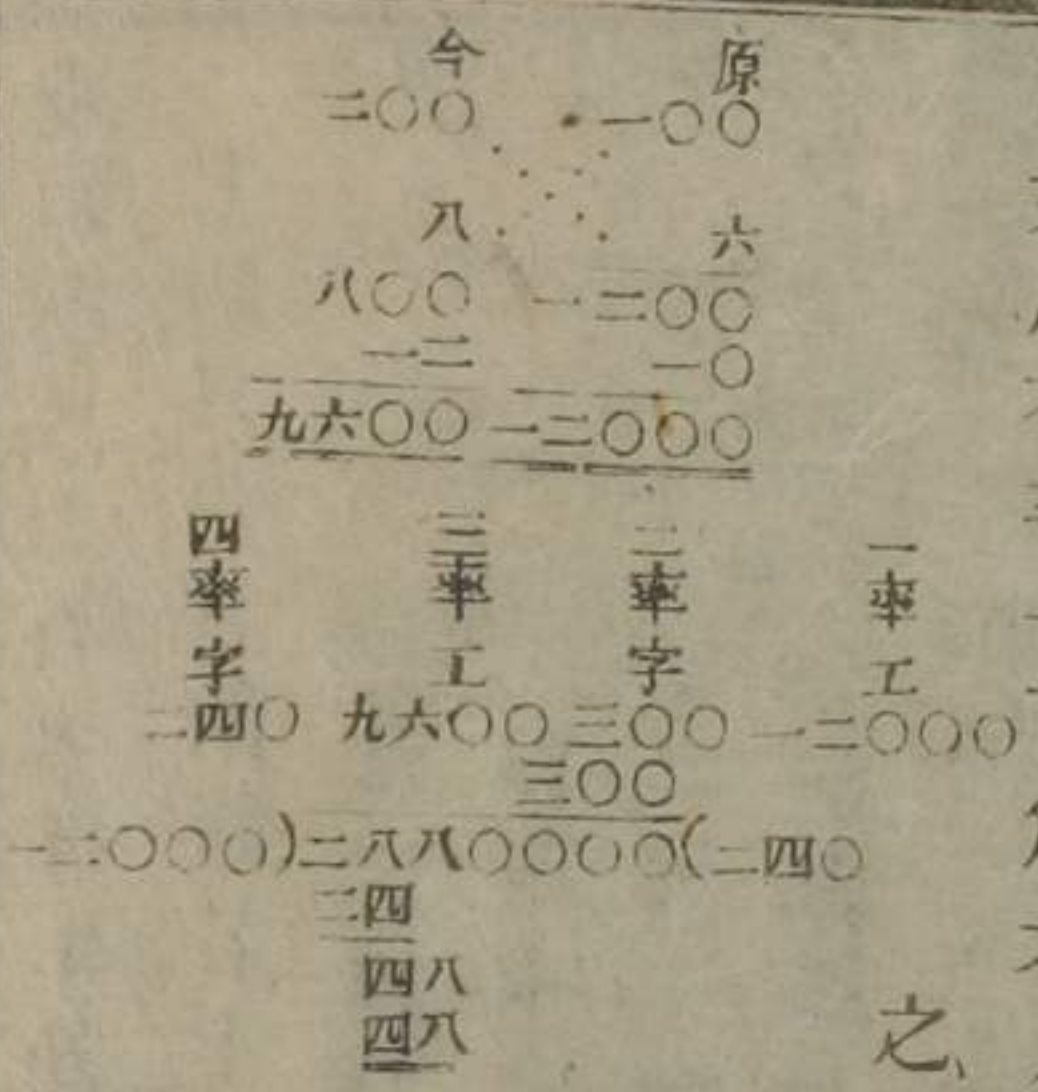 今 原
二〇〇 一〇〇
八 六
八〇〇 一二〇〇
一二 一〇
九六〇〇 一二〇〇〇
四率字 三率工 二率字 一率工
二四〇 九六〇〇 三〇〇 一二〇〇〇
三〇〇
一二〇〇〇)二八八〇〇〇〇(二四〇
二四
四八
四八
之、